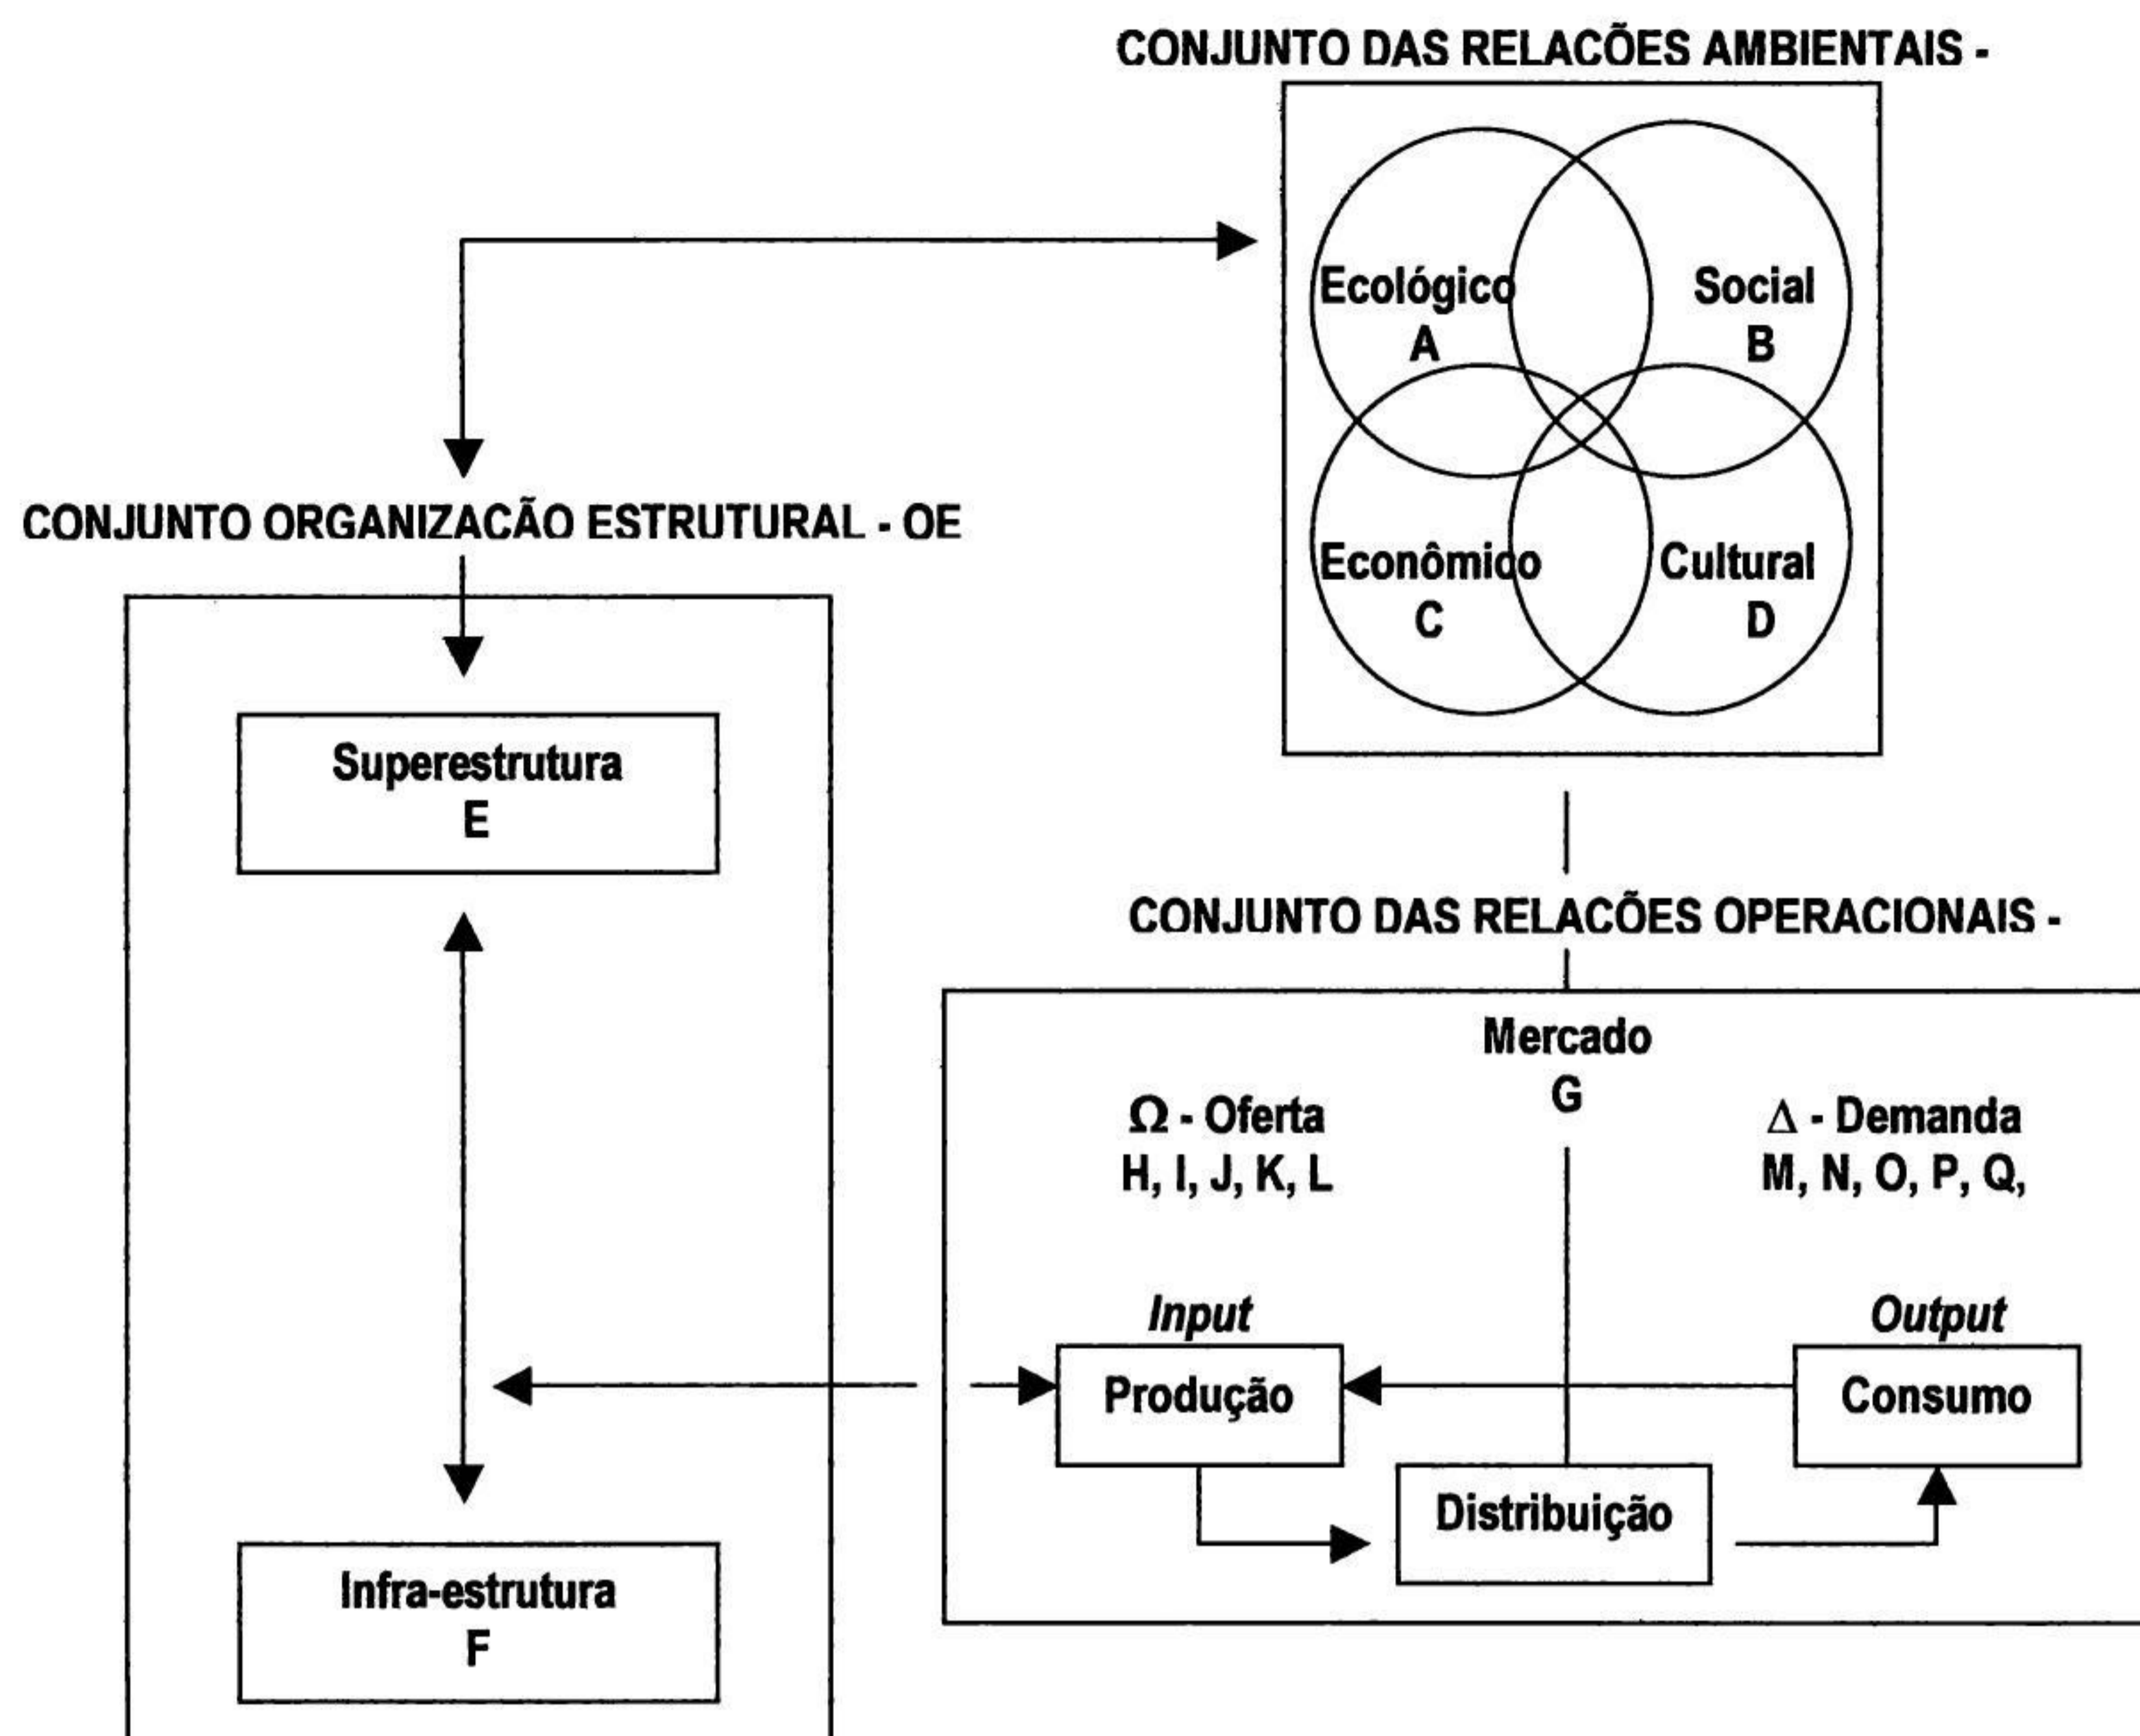 CONJUNTO DAS RELACÕES AMBIENTAIS -
Ecológico
A
Social
B
Econômico
C
Cultural
D
CONJUNTO ORGANIZACÃO ESTRUTURAL - OE
Superestrutura
E
Infra-estrutura
F
CONJUNTO DAS RELACÕES OPERACIONAIS -
Mercado
G
Ω - Oferta
H, I, J, K, L
Δ - Demanda
M, N, O, P, Q,
Input
Produção
Output
Consumo
Distribuição